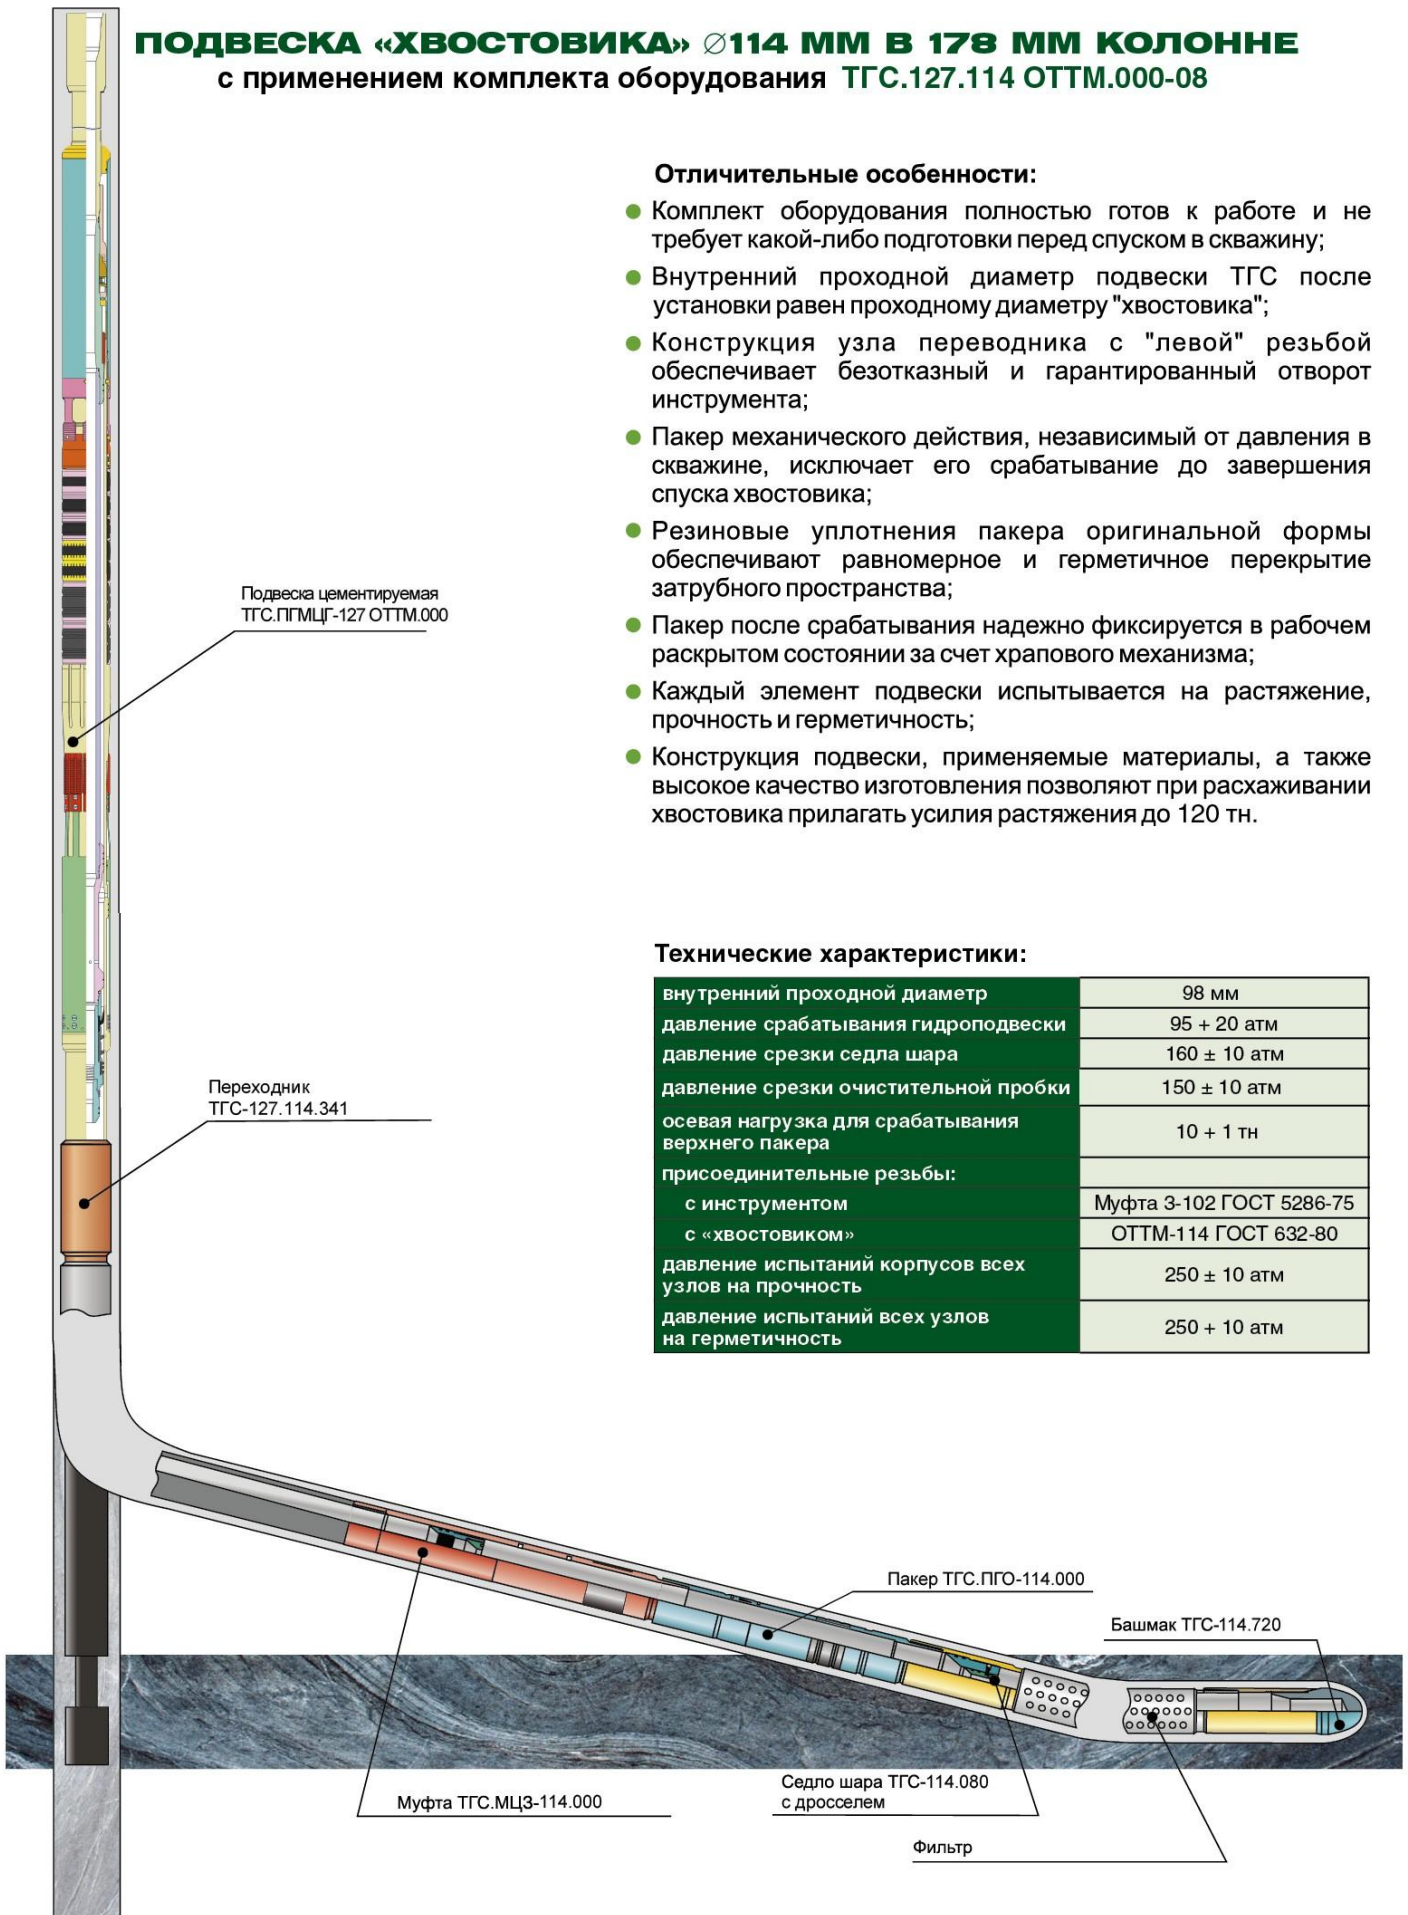 ПОДВЕСКА «ХВОСТОВИКА» ∅114 ММ В 178 ММ КОЛОННЕ
с применением комплекта оборудования ТГС.127.114 ОТТМ.000-08
Отличительные особенности:
Комплект оборудования полностью готов к работе и не
требует какой-либо подготовки перед спуском в скважину;
Внутренний проходной диаметр подвески ТГС после
установки равен проходному диаметру "хвостовика";
Конструкция узла переводника с "левой" резьбой
обеспечивает безотказный и гарантированный отворот
инструмента;
Пакер механического действия, независимый от давления в
скважине, исключает его срабатывание до завершения
спуска хвостовика;
Резиновые уплотнения пакера оригинальной формы
обеспечивают равномерное и герметичное перекрытие
затрубного пространства;
Пакер после срабатывания надежно фиксируется в рабочем
раскрытом состоянии за счет храпового механизма;
Каждый элемент подвески испытывается на растяжение,
прочность и герметичность;
Конструкция подвески, применяемые материалы, а также
высокое качество изготовления позволяют при расхаживании
хвостовика прилагать усилия растяжения до 120 тн.
Подвеска цементируемая
ТГС.ПГМЦГ-127 ОТТМ.000
Переходник
ТГС-127.114.341
Технические характеристики:
внутренний проходной диаметр 98 мм
давление срабатывания гидроподвески 95 + 20 атм
давление срезки седла шара 160 ± 10 атм
давление срезки очистительной пробки 150 ± 10 атм
осевая нагрузка для срабатывания
верхнего пакера 10 + 1 тн
присоединительные резьбы:
с инструментом Муфта З-102 ГОСТ 5286-75
с «хвостовиком» ОТТМ-114 ГОСТ 632-80
давление испытаний корпусов всех
узлов на прочность 250 ± 10 атм
давление испытаний всех узлов
на герметичность 250 + 10 атм
Пакер ТГС.ПГО-114.000
Башмак ТГС-114.720
Седло шара ТГС-114.080
с дросселем
Муфта ТГС.МЦЗ-114.000
Фильтр